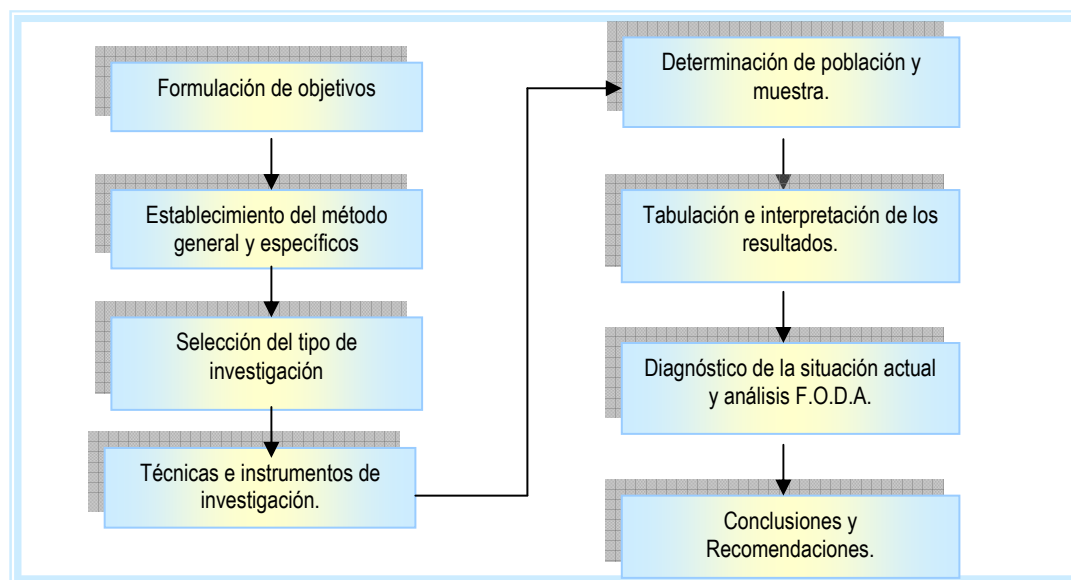 Formulación de objetivos
Establecimiento del método
general y específicos
Selección del tipo de
investigación
Técnicas e instrumentos de
investigación.
Determinación de población y
muestra.
Tabulación e interpretación de los
resultados.
Diagnóstico de la situación actual
y análisis F.O.D.A.
Conclusiones y
Recomendaciones.